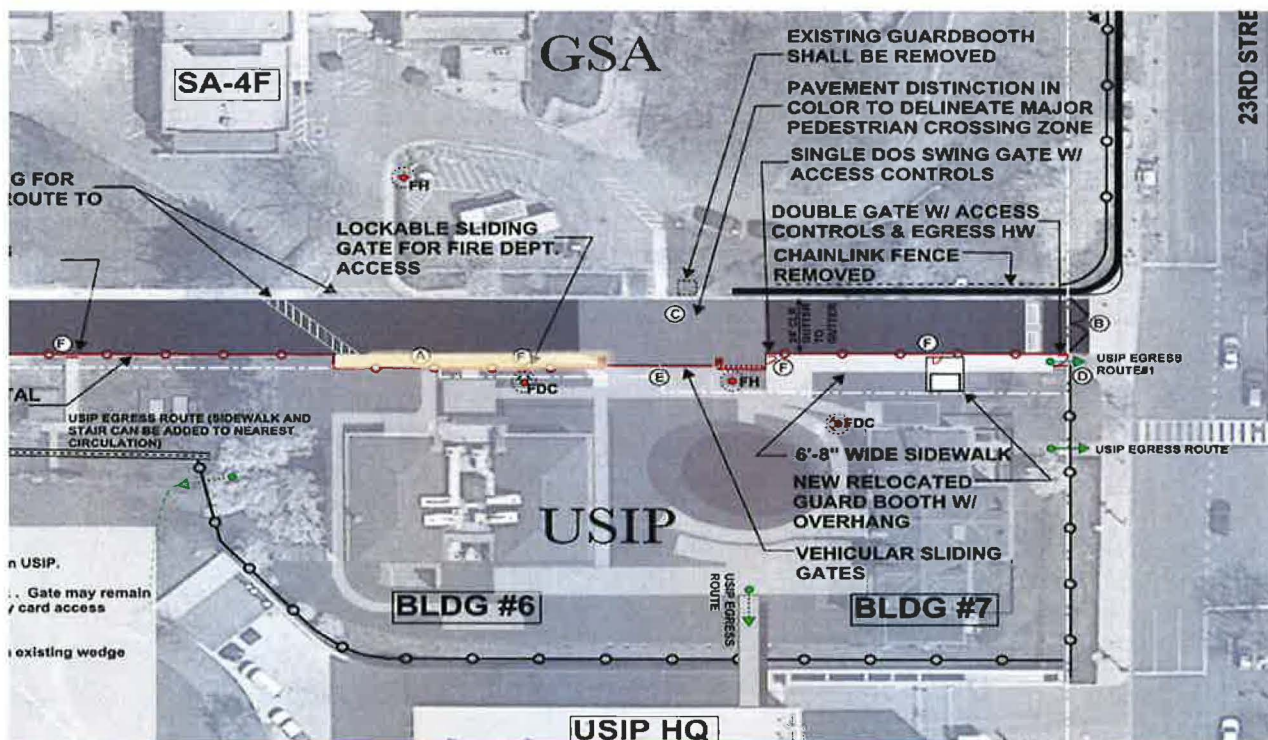 GSA
SA-4F
EXISTING GUARDBOOTH
SHALL BE REMOVED
PAVEMENT DISTINCTION IN
COLOR TO DELINEATE MAJOR
PEDESTRIAN CROSSING ZONE
SINGLE DOS SWING GATE W/
ACCESS CONTROLS
DOUBLE GATE W/ ACCESS
CONTROLS & EGRESS HW
CHAINLINK FENCE
REMOVED
23RD STRE
G FOR
ROUTE TO
FH
LOCKABLE SLIDING
GATE FOR FIRE DEPT.
ACCESS
C
B
F
A
F
E
F
F
D
CLR
GUTTER
TO
GUTTER
FDC
FH
FDC
USIP EGRESS
ROUTE#1
TAL
USIP EGRESS ROUTE (SIDEWALK AND
STAIR CAN BE ADDED TO NEAREST
CIRCULATION)
USIP EGRESS ROUTE
6'-8" WIDE SIDEWALK
NEW RELOCATED
GUARD BOOTH W/
OVERHANG
VEHICULAR SLIDING
GATES
USIP
n USIP.
. Gate may remain
y card access
existing wedge
BLDG #6
USIP EGRESS
ROUTE
BLDG #7
USIP HQ